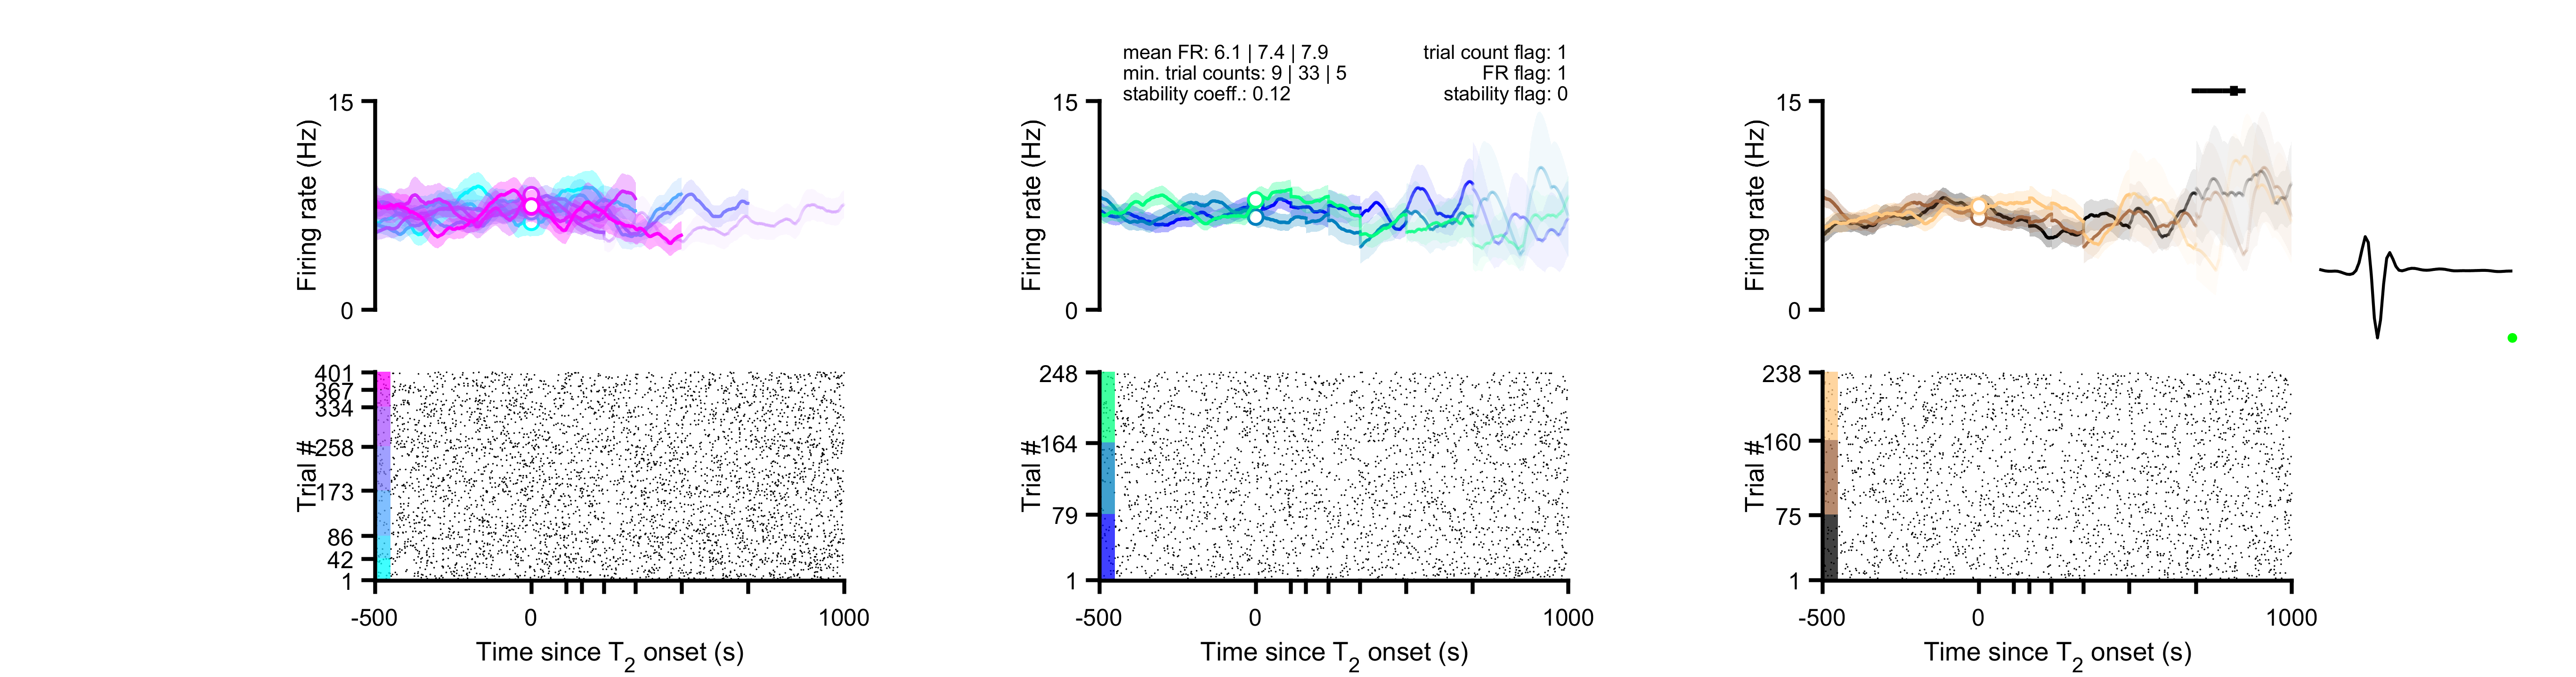 mean FR: 6.1 | 7.4 | 7.9
min. trial counts: 9 | 33 | 5
stability coeff.: 0.12
trial count flag: 1
FR flag: 1
stability flag: 0
Firing rate (Hz)
15
0
Firing rate (Hz)
15
0
Firing rate (Hz)
15
0
Trial #
401
367
334
258
173
86
42
1
-500
0
1000
Time since T2 onset (s)
Trial #
248
164
79
1
-500
0
1000
Time since T2 onset (s)
Trial #
238
160
75
1
-500
0
1000
Time since T2 onset (s)